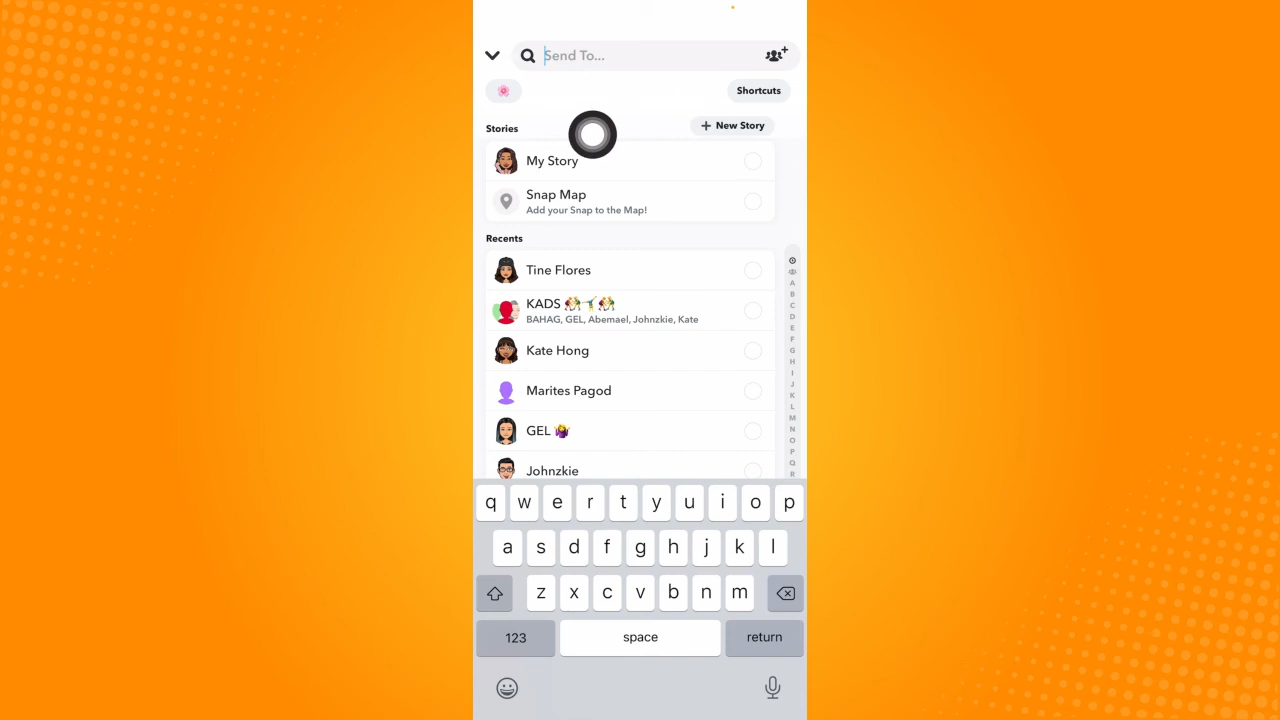 Send To...
Shortcuts
Stories
+ New Story
My Story
Snap Map
Add your Snap to the Map!
Recents
Tine Flores
KADS
BAHAG, GEL, Abemael, Johnzkie, Kate
Kate Hong
Marites Pagod
GEL 🤷‍♀️
Johnzkie
A
B
C
D
E
F
G
H
I
J
K
L
M
N
O
P
Q
R
q w e r t y u i o p
a s d f g h j k l
z x c v b n m
123 space return